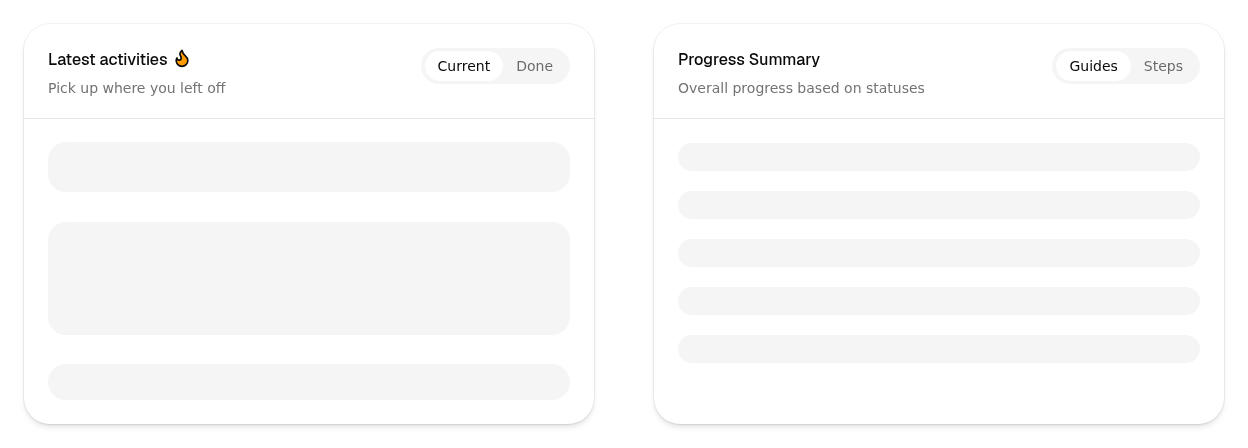 Latest activities 🔥
Pick up where you left off
Current
Done
Progress Summary
Overall progress based on statuses
Guides
Steps